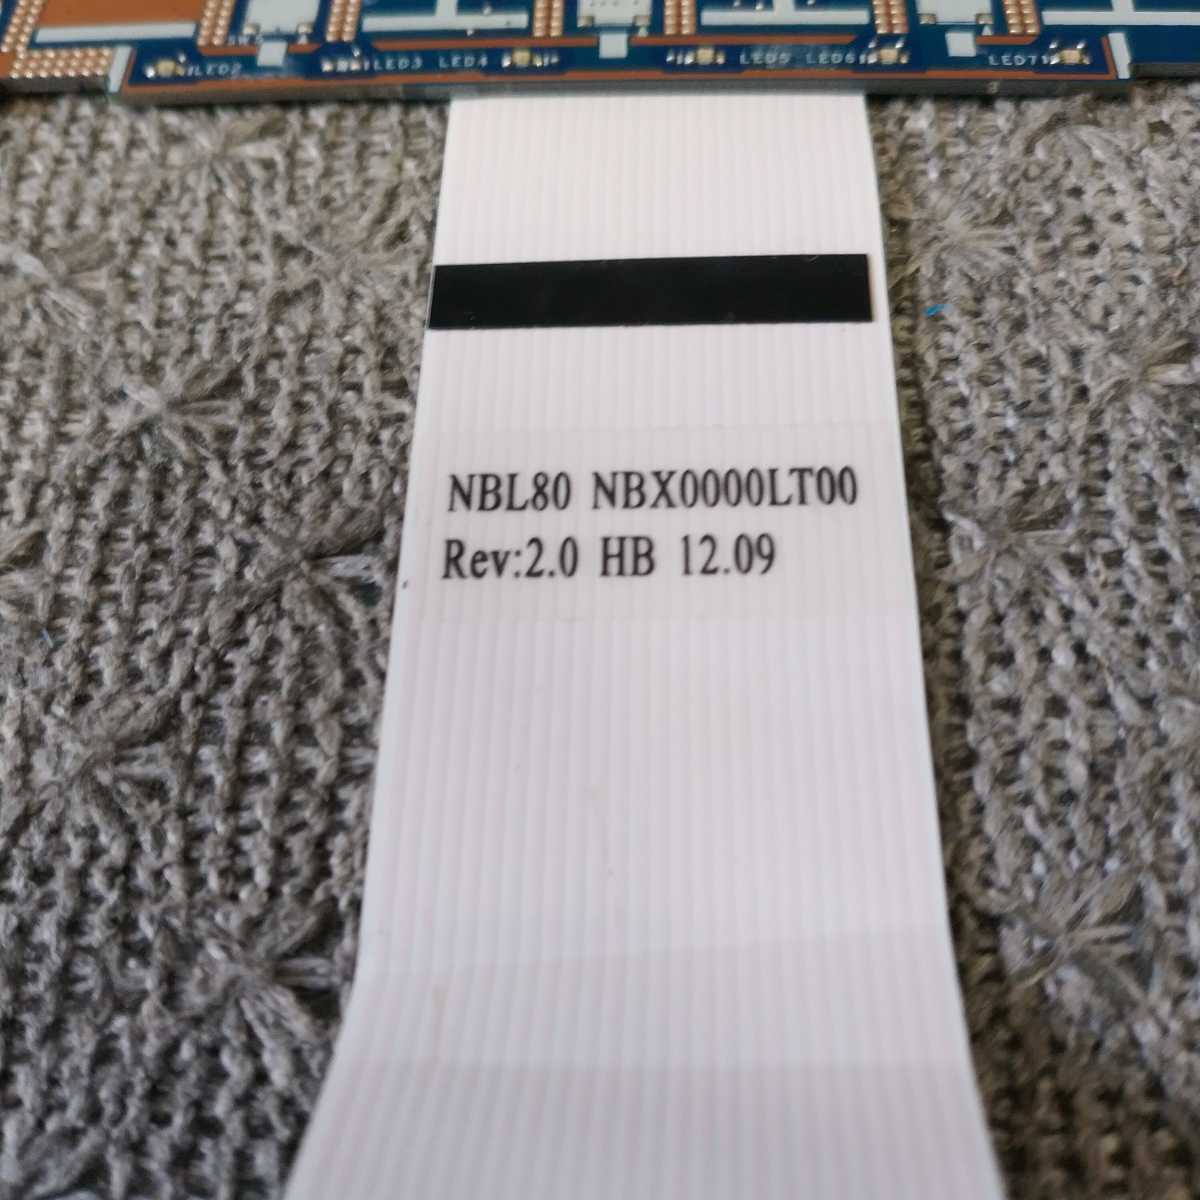 LED2 LED3 LED4 LED5 LED6 LED7
NBL80 NBX0000LT00
Rev:2.0 HB 12.09